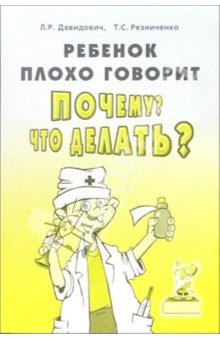 Л.Р. Давидович, Т.С. Резниченко
РЕБЕНОК
ПЛОХО ГОВОРИТ
ПОЧЕМУ?
ЧТО ДЕЛАТЬ?